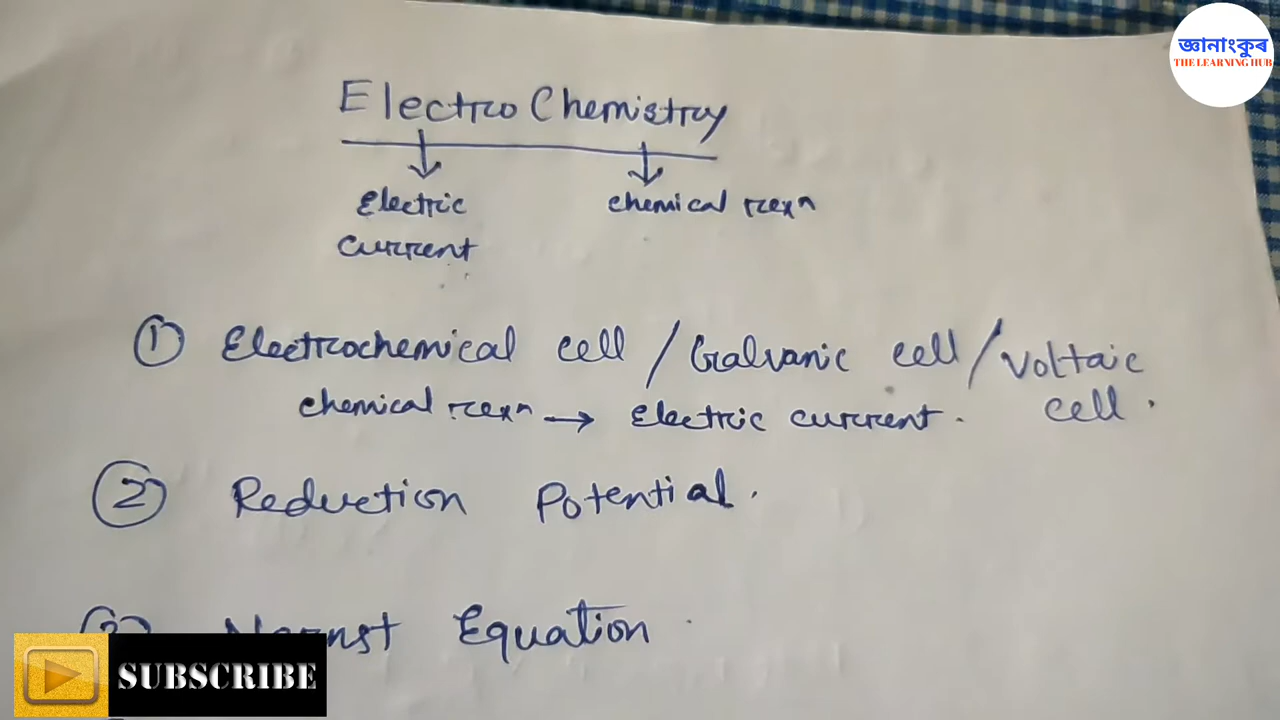 জ্ঞানাংকুৰ
THE LEARNING HUB
Electro Chemistry
Electric chemical rexn
current
① Electrochemical cell / Galvanic cell / Voltaic
chemical rexn → Electric current. cell.
② Reduction Potential.
Equation
SUBSCRIBE